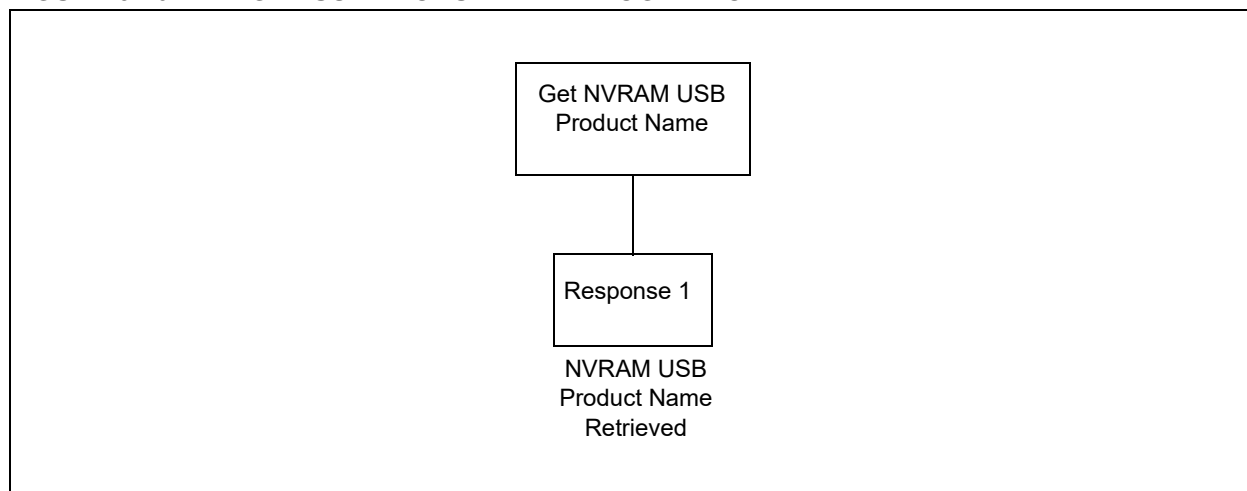 Get NVRAM USB
Product Name
Response 1
NVRAM USB
Product Name
Retrieved